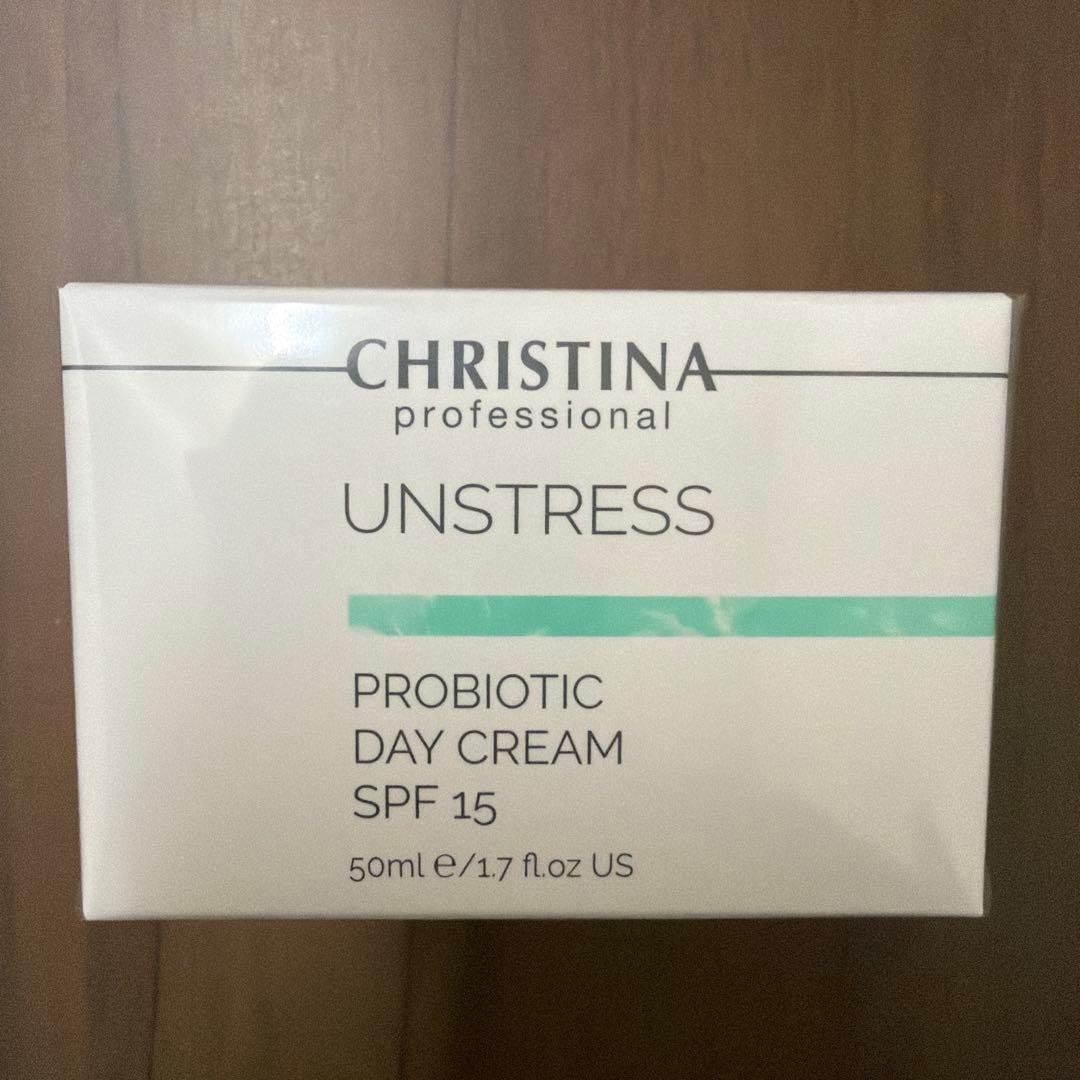 CHRISTINA
professional
UNSTRESS
PROBIOTIC
DAY CREAM
SPF 15
50ml ℮/1.7 fl.oz US